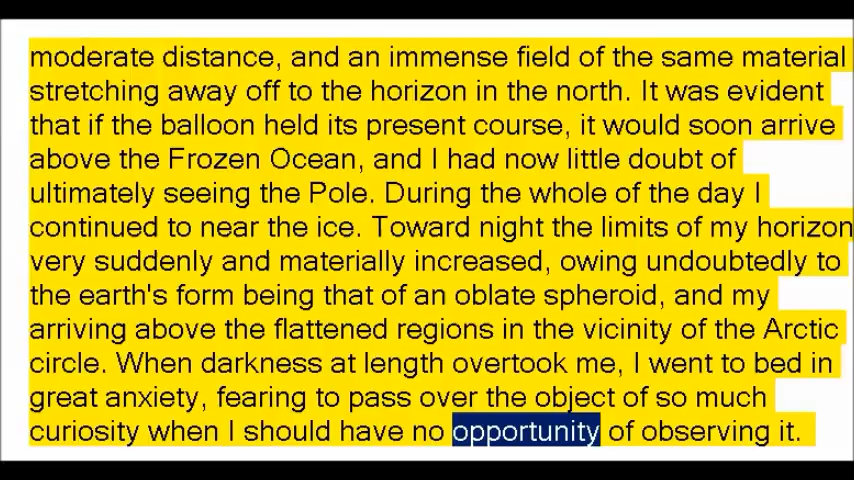 moderate distance, and an immense field of the same material
stretching away off to the horizon in the north. It was evident
that if the balloon held its present course, it would soon arrive
above the Frozen Ocean, and I had now little doubt of
ultimately seeing the Pole. During the whole of the day I
continued to near the ice. Toward night the limits of my horizon
very suddenly and materially increased, owing undoubtedly to
the earth's form being that of an oblate spheroid, and my
arriving above the flattened regions in the vicinity of the Arctic
circle. When darkness at length overtook me, I went to bed in
great anxiety, fearing to pass over the object of so much
curiosity when I should have no opportunity of observing it.